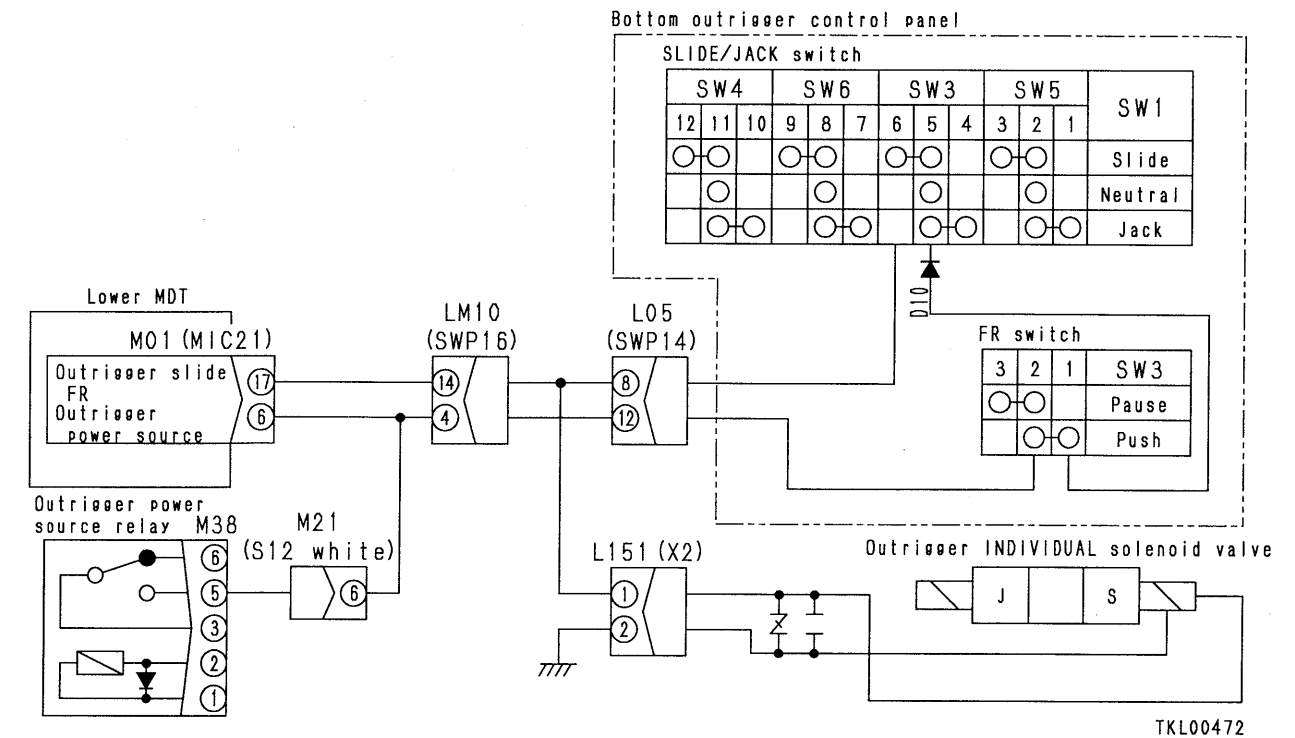 Bottom outrigger control panel
SLIDE/JACK switch
SW4 SW6 SW3 SW5 SW1
12 11 10 9 8 7 6 5 4 3 2 1
Slide
Neutral
Jack
D10
Lower MDT
M01 (MIC21)
Outrigger slide
FR
17
Outrigger
power source
6
LM10
(SWP16)
14
4
L05
(SWP14)
8
12
FR switch
3 2 1 SW3
Pause
Push
Outrigger power
source relay
M38
6
5
3
2
1
M21
(S12 white)
6
L151 (X2)
1
2
Outrigger INDIVIDUAL solenoid valve
J S
TKL00472